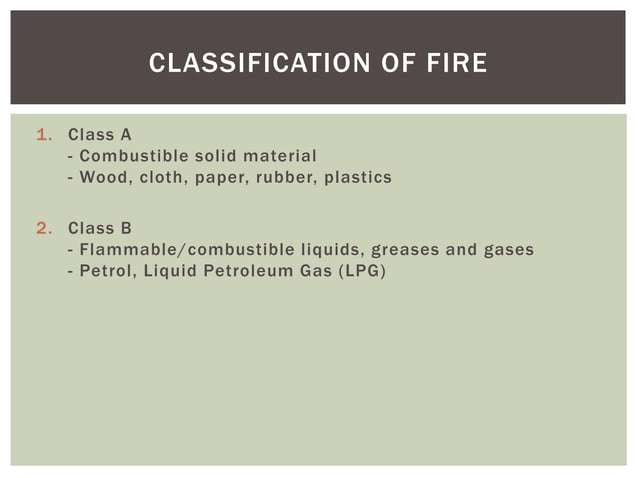 CLASSIFICATION OF FIRE
1. Class A
- Combustible solid material
- Wood, cloth, paper, rubber, plastics
2. Class B
- Flammable/combustible liquids, greases and gases
- Petrol, Liquid Petroleum Gas (LPG)